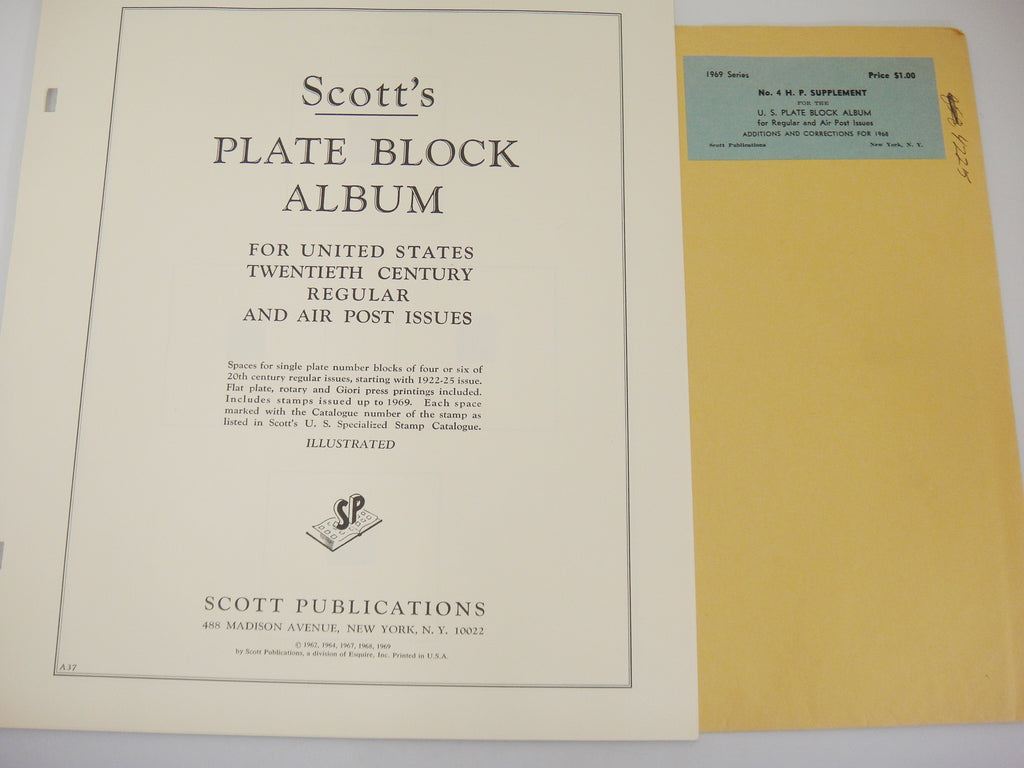 Scott's
PLATE BLOCK
ALBUM
FOR UNITED STATES
TWENTIETH CENTURY
REGULAR
AND AIR POST ISSUES
Spaces for single plate number blocks of four or six of
20th century regular issues, starting with 1922-25 issue.
Flat plate, rotary and Giori press printings included.
Includes stamps issued up to 1969. Each space
marked with the Catalogue number of the stamp as
listed in Scott's U. S. Specialized Stamp Catalogue.
ILLUSTRATED
SP
SCOTT PUBLICATIONS
488 MADISON AVENUE, NEW YORK, N. Y. 10022
© 1962, 1964, 1967, 1968, 1969
by Scott Publications, a division of Esquire, Inc. Printed in U.S.A.
A37
1969 Series Price $1.00
No. 4 H. P. SUPPLEMENT
FOR THE
U. S. PLATE BLOCK ALBUM
for Regular and Air Post Issues
ADDITIONS AND CORRECTIONS FOR 1968
Scott Publications New York, N. Y.